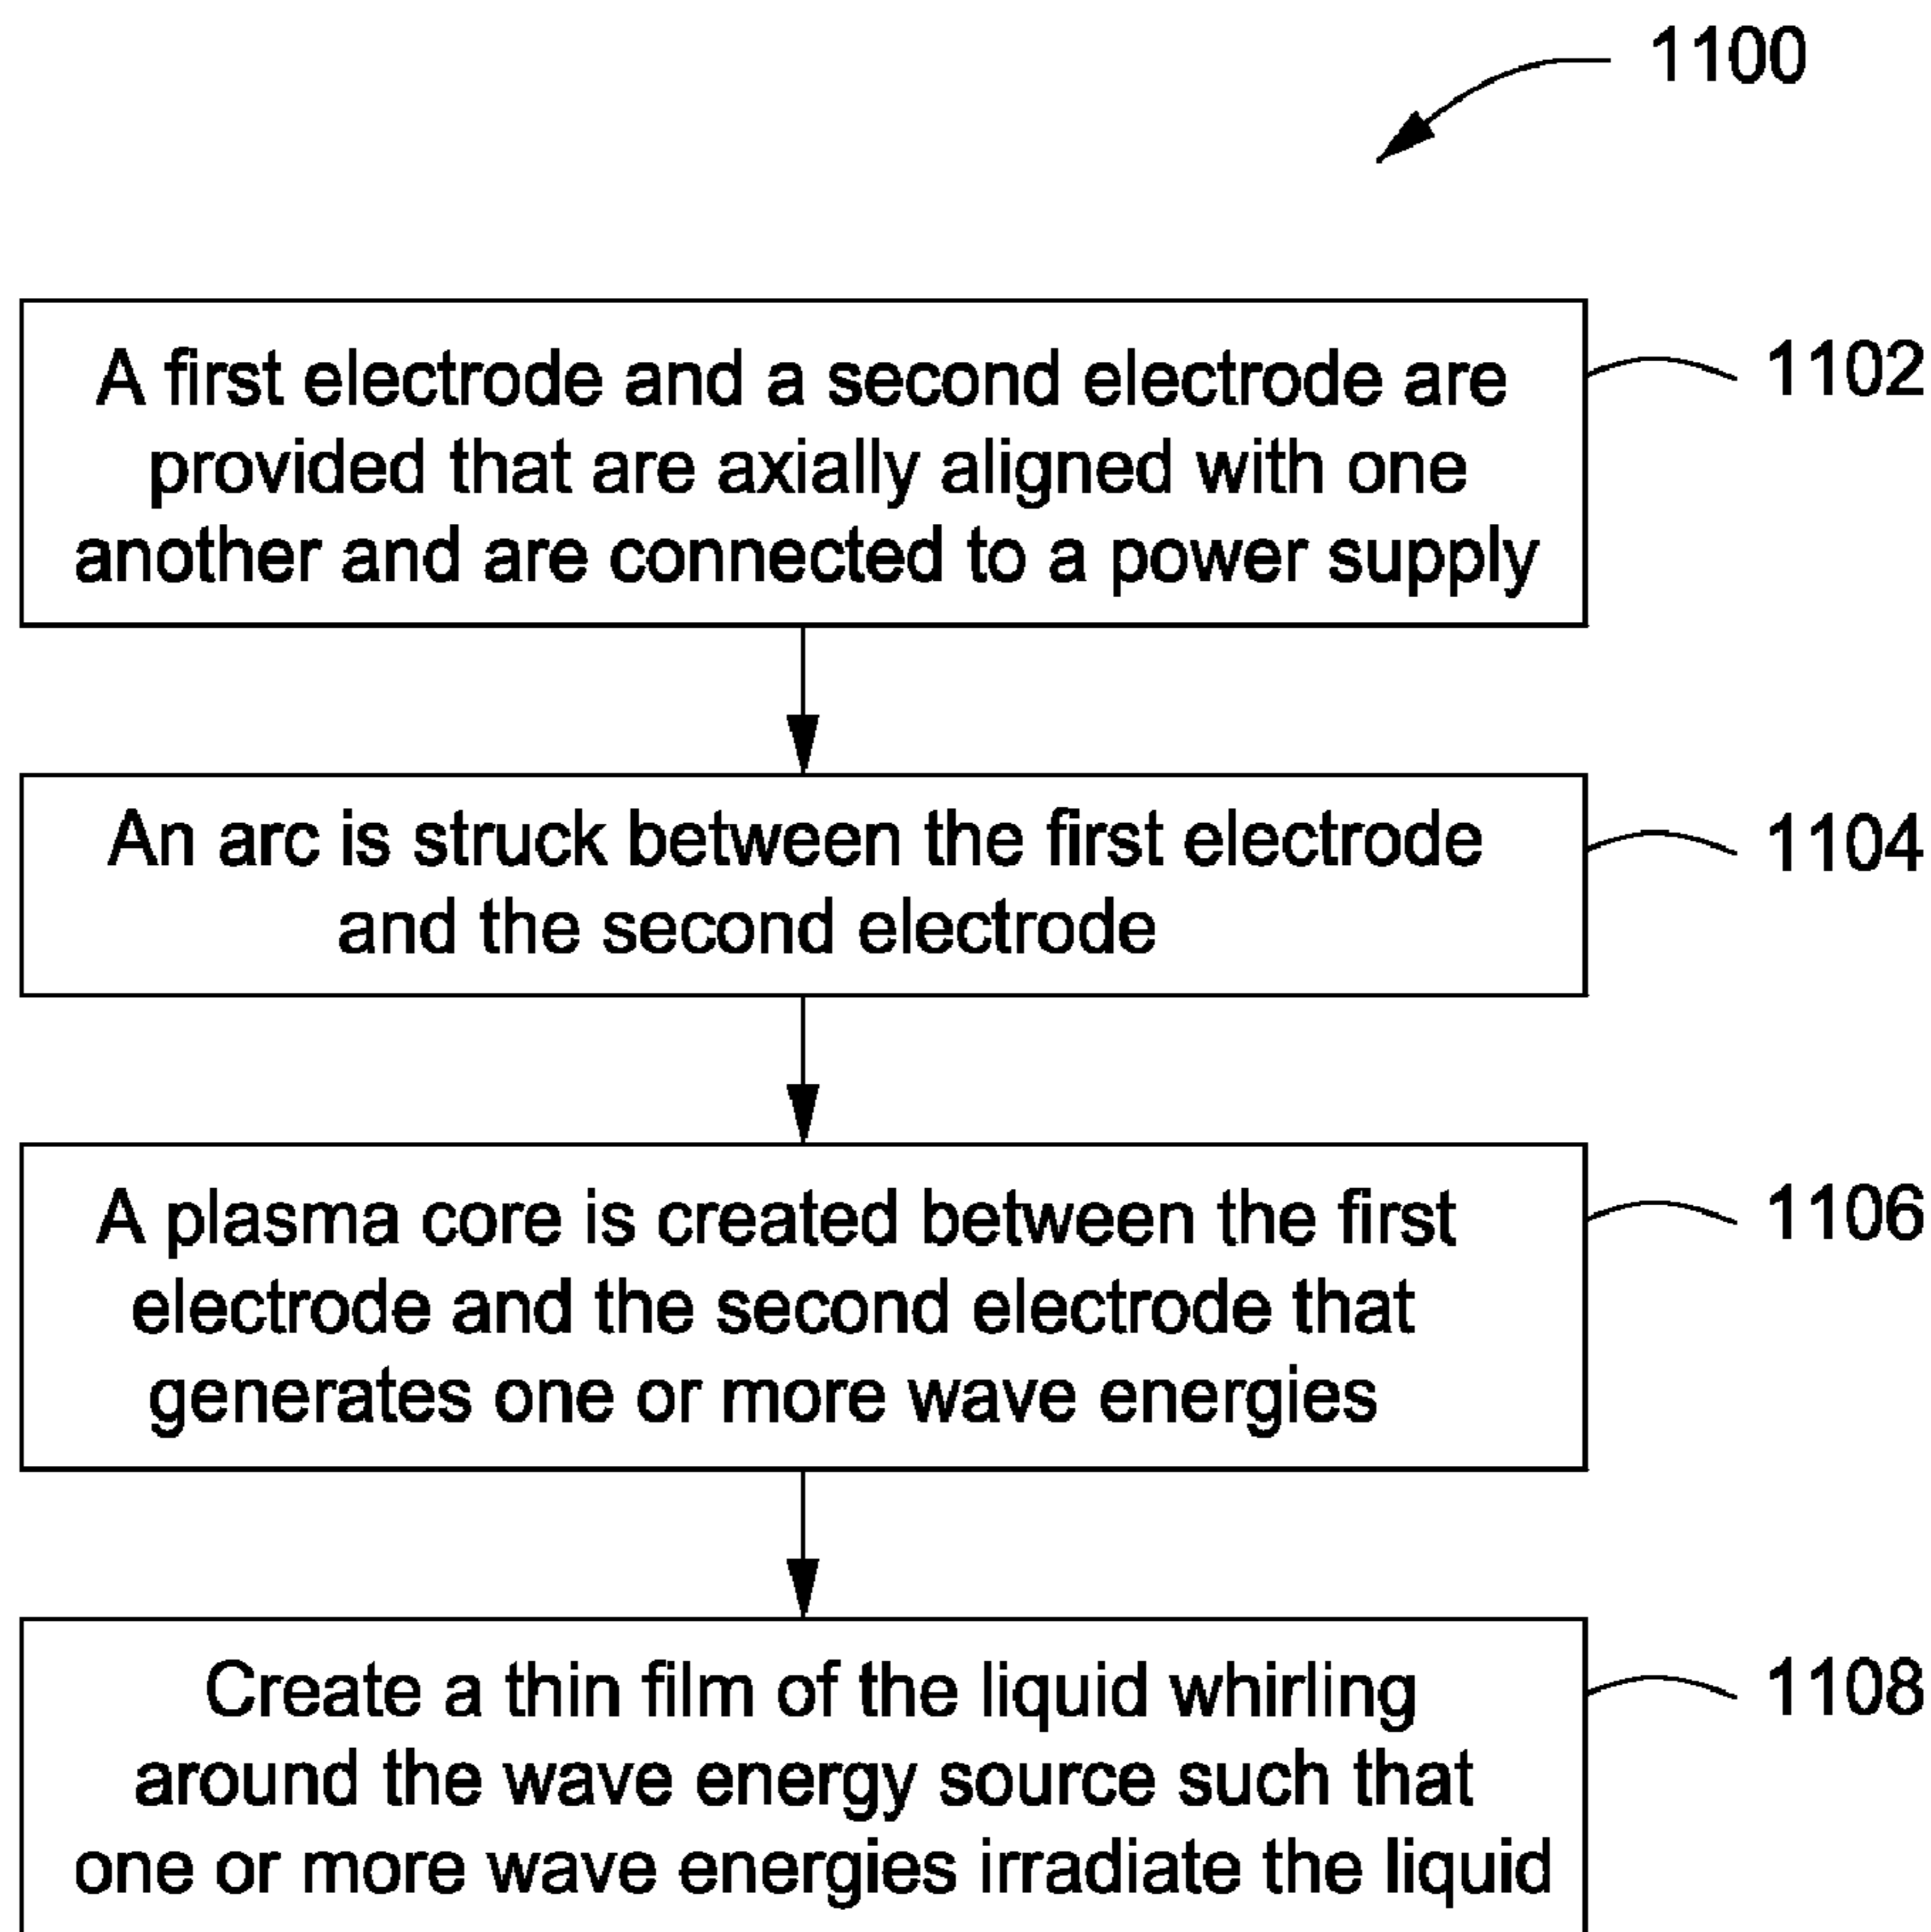 1100
A first electrode and a second electrode are
provided that are axially aligned with one
another and are connected to a power supply
1102
An arc is struck between the first electrode
and the second electrode
1104
A plasma core is created between the first
electrode and the second electrode that
generates one or more wave energies
1106
Create a thin film of the liquid whirling
around the wave energy source such that
one or more wave energies irradiate the liquid
1108